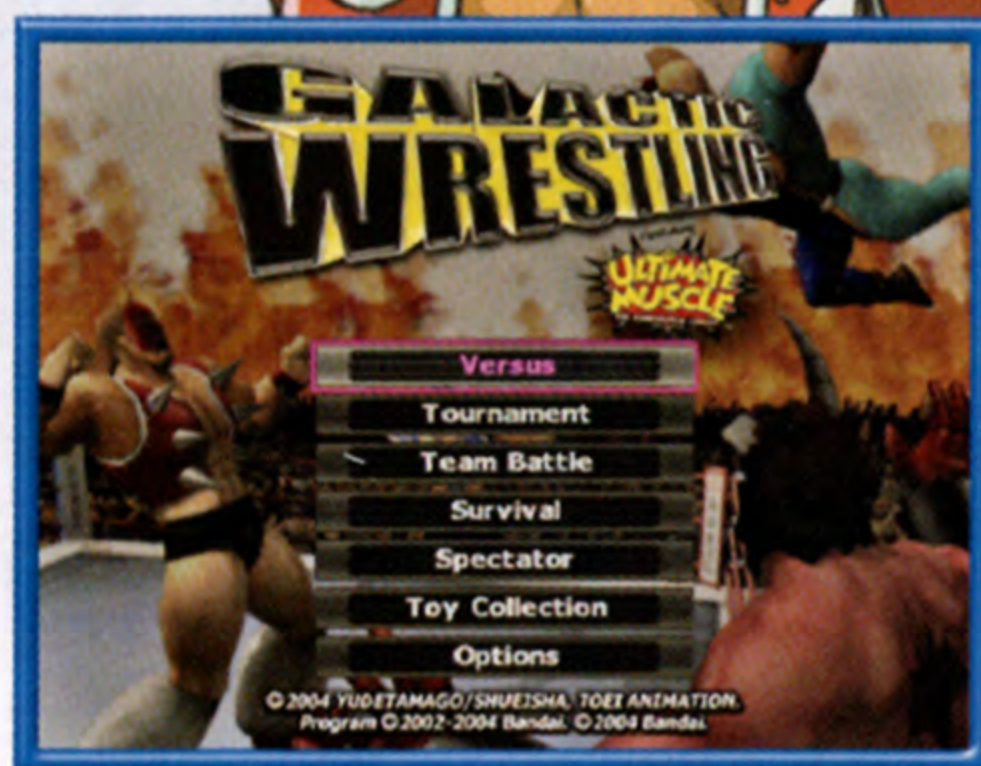 GALACTIC
WRESTLING
ULTIMATE
MUSCLE
Versus
Tournament
Team Battle
Survival
Spectator
Toy Collection
Options
©2004 YUDETAMAGO/SHUEISHA, TOEI ANIMATION.
Program ©2002-2004 Bandai. ©2004 Bandai.